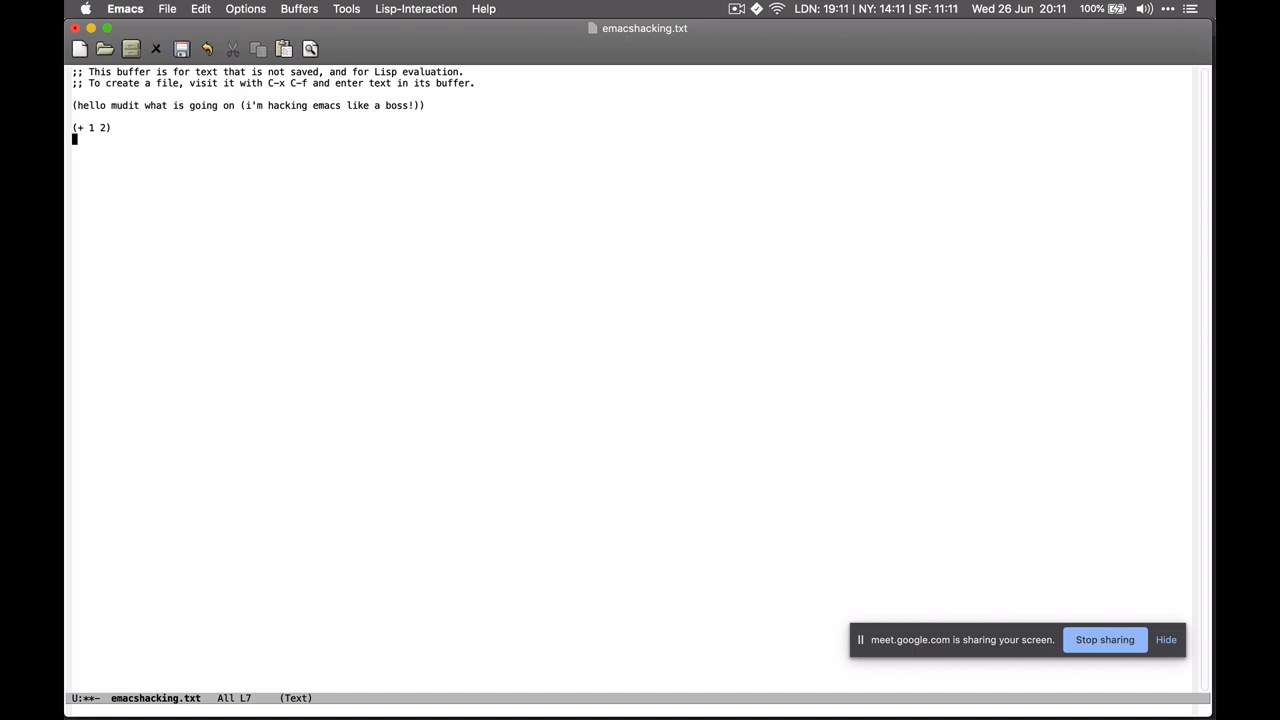 Emacs File Edit Options Buffers Tools Lisp-Interaction Help LDN: 19:11 | NY: 14:11 | SF: 11:11 Wed 26 Jun 20:11 100%
emacshacking.txt
;; This buffer is for text that is not saved, and for Lisp evaluation.
;; To create a file, visit it with C-x C-f and enter text in its buffer.
(hello mudit what is going on (i'm hacking emacs like a boss!))
(+ 1 2)
meet.google.com is sharing your screen. Stop sharing Hide
U:**- emacshacking.txt All L7 (Text)